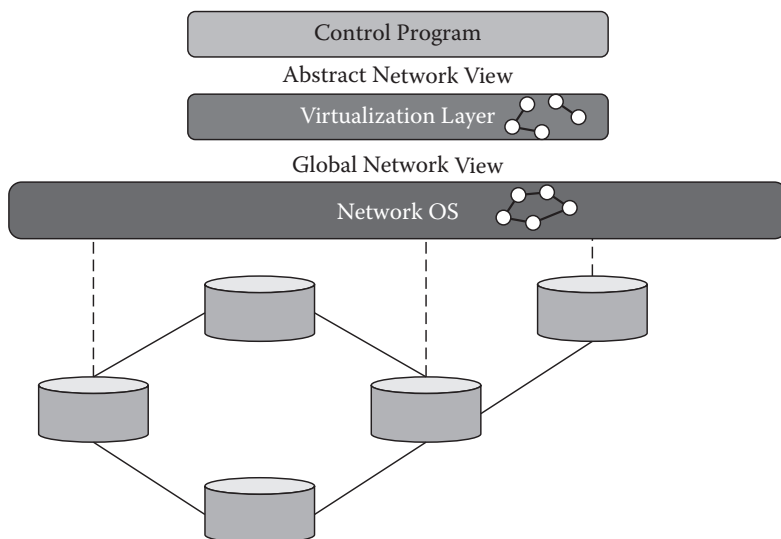 Control Program
Abstract Network View
Virtualization Layer
Global Network View
Network OS